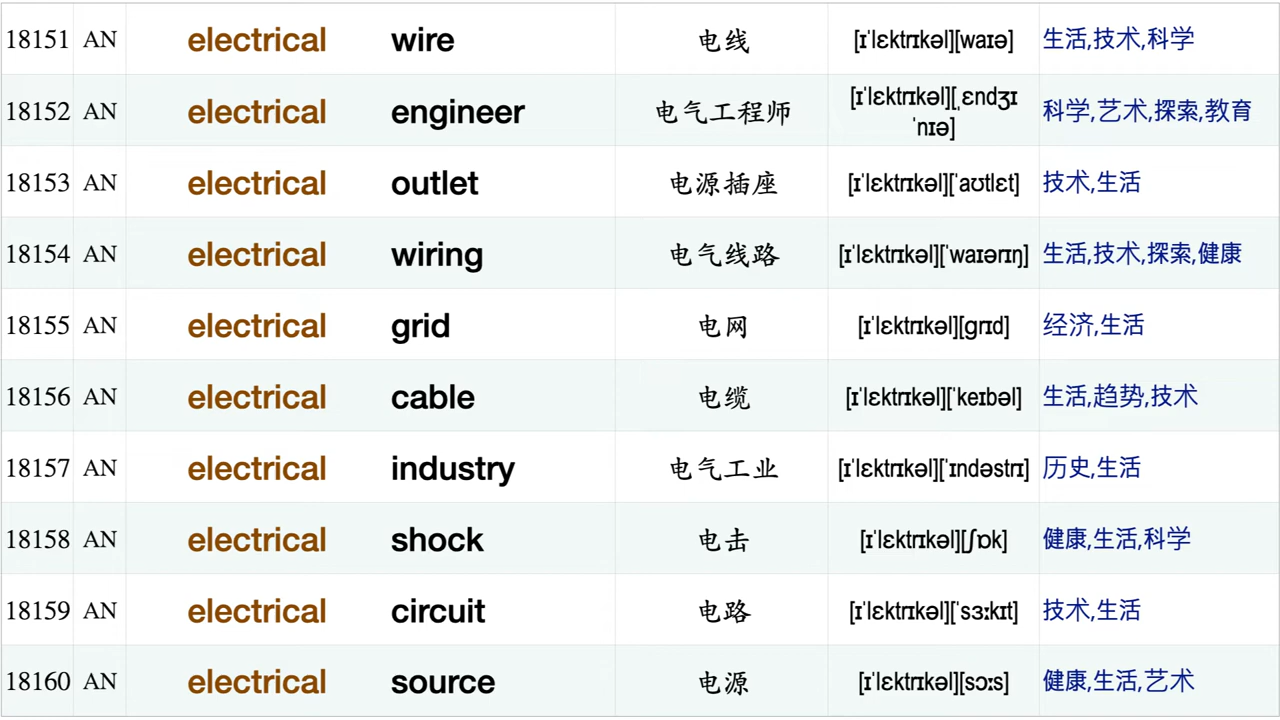 18151 AN electrical wire 电线 [ɪˈlɛktrɪkəl][waɪə] 生活,技术,科学
18152 AN electrical engineer 电气工程师 [ɪˈlɛktrɪkəl][ˌɛndʒɪ
ˈnɪə] 科学,艺术,探索,教育
18153 AN electrical outlet 电源插座 [ɪˈlɛktrɪkəl][ˈaʊtlɛt] 技术,生活
18154 AN electrical wiring 电气线路 [ɪˈlɛktrɪkəl][ˈwaɪərɪŋ] 生活,技术,探索,健康
18155 AN electrical grid 电网 [ɪˈlɛktrɪkəl][grɪd] 经济,生活
18156 AN electrical cable 电缆 [ɪˈlɛktrɪkəl][ˈkeɪbəl] 生活,趋势,技术
18157 AN electrical industry 电气工业 [ɪˈlɛktrɪkəl][ˈɪndəstrɪ] 历史,生活
18158 AN electrical shock 电击 [ɪˈlɛktrɪkəl][ʃɒk] 健康,生活,科学
18159 AN electrical circuit 电路 [ɪˈlɛktrɪkəl][ˈsɜːkɪt] 技术,生活
18160 AN electrical source 电源 [ɪˈlɛktrɪkəl][sɔːs] 健康,生活,艺术